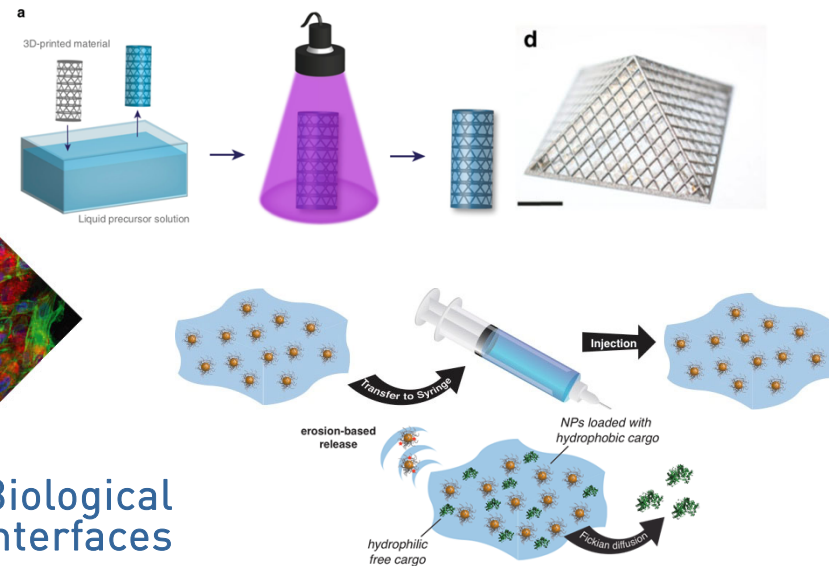 a
3D-printed material
d
Liquid precursor solution
Injection
Transfer to Syringe
NPs loaded with
hydrophobic cargo
erosion-based
release
Biological
nterfaces
hydrophilic
free cargo
Fickian diffusion